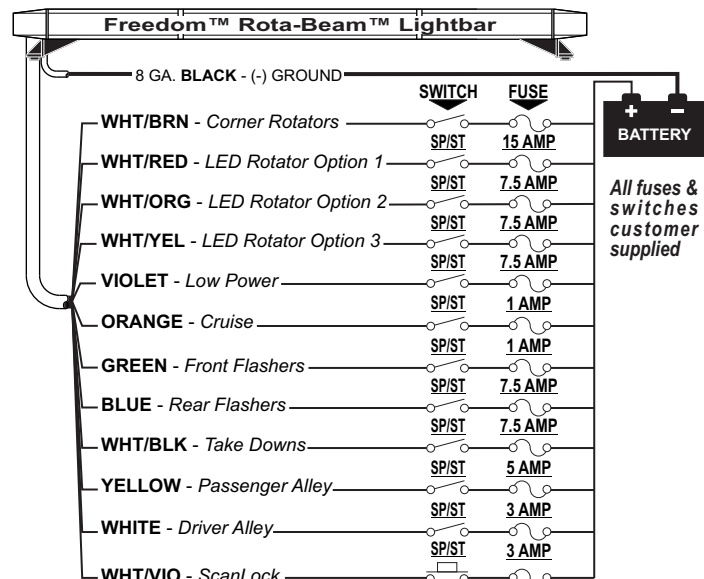 Freedom™ Rota-Beam™ Lightbar
8 GA. BLACK - (-) GROUND
SWITCH FUSE
+ -
BATTERY
WHT/BRN - Corner Rotators
SP/ST 15 AMP
WHT/RED - LED Rotator Option 1
SP/ST 7.5 AMP
WHT/ORG - LED Rotator Option 2
SP/ST 7.5 AMP
WHT/YEL - LED Rotator Option 3
SP/ST 7.5 AMP
VIOLET - Low Power
SP/ST 1 AMP
ORANGE - Cruise
SP/ST 1 AMP
GREEN - Front Flashers
SP/ST 7.5 AMP
BLUE - Rear Flashers
SP/ST 7.5 AMP
WHT/BLK - Take Downs
SP/ST 5 AMP
YELLOW - Passenger Alley
SP/ST 3 AMP
WHITE - Driver Alley
SP/ST 3 AMP
WHT/VIO - ScanLock
All fuses &
switches
customer
supplied